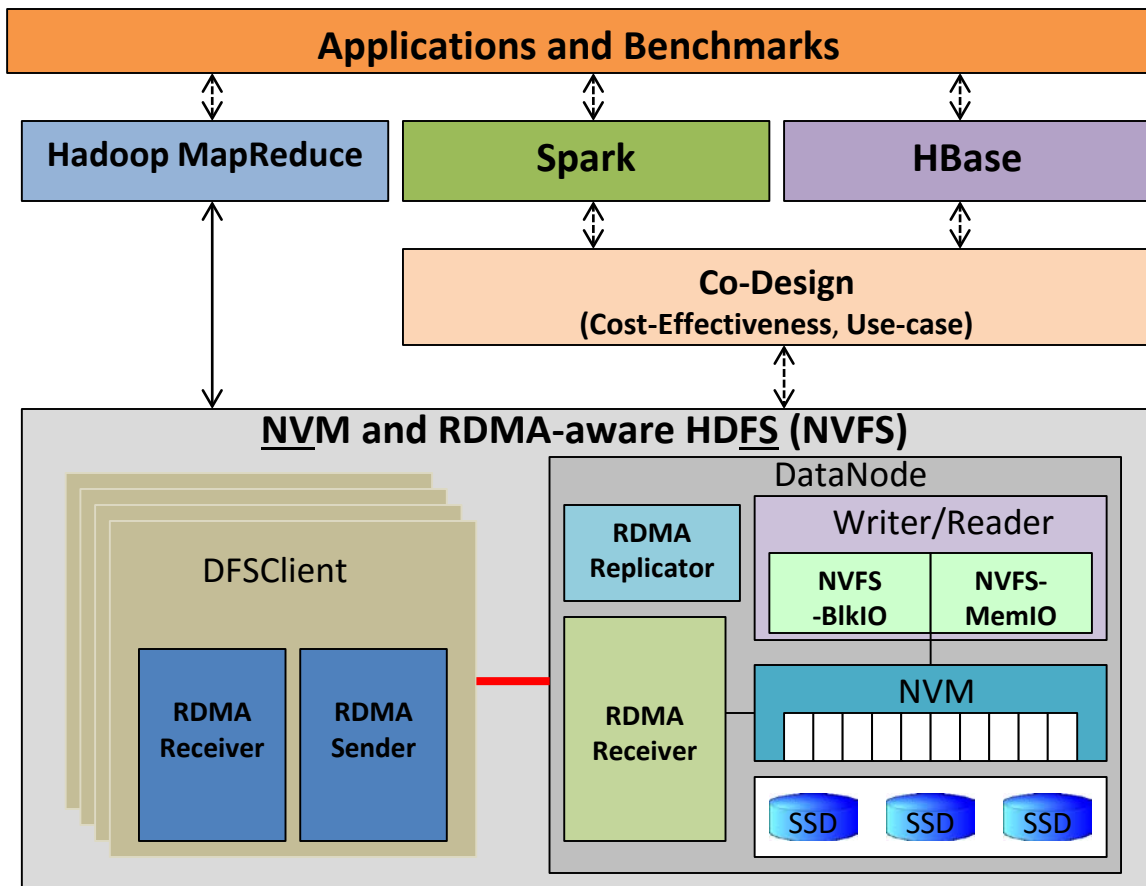 Applications and Benchmarks
Hadoop MapReduce
Spark
HBase
Co-Design
(Cost-Effectiveness, Use-case)
NVM and RDMA-aware HDFS (NVFS)
DFSClient
RDMA
Receiver
RDMA
Sender
DataNode
RDMA
Replicator
Writer/Reader
NVFS
-BlkIO
NVFS-
MemIO
RDMA
Receiver
NVM
SSD
SSD
SSD